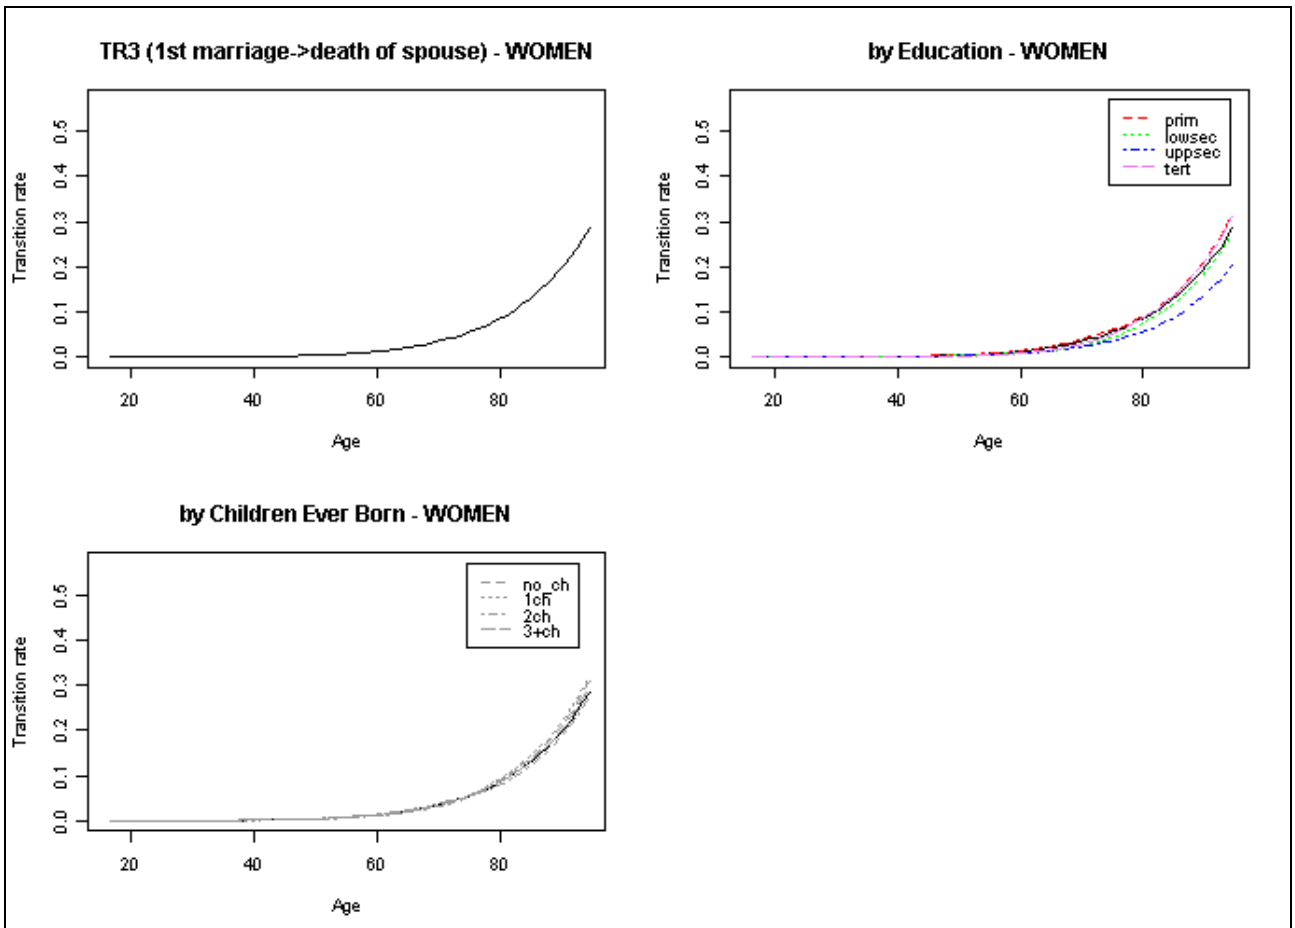 TR3 (1st marriage->death of spouse) - WOMEN
Transition rate
0.5
0.4
0.3
0.2
0.1
0.0
20 40 60 80
Age
by Education - WOMEN
Transition rate
0.5
0.4
0.3
0.2
0.1
0.0
prim
lowsec
uppsec
tert
20 40 60 80
Age
by Children Ever Born - WOMEN
Transition rate
0.5
0.4
0.3
0.2
0.1
0.0
no_ch
1ch
2ch
3+ch
20 40 60 80
Age